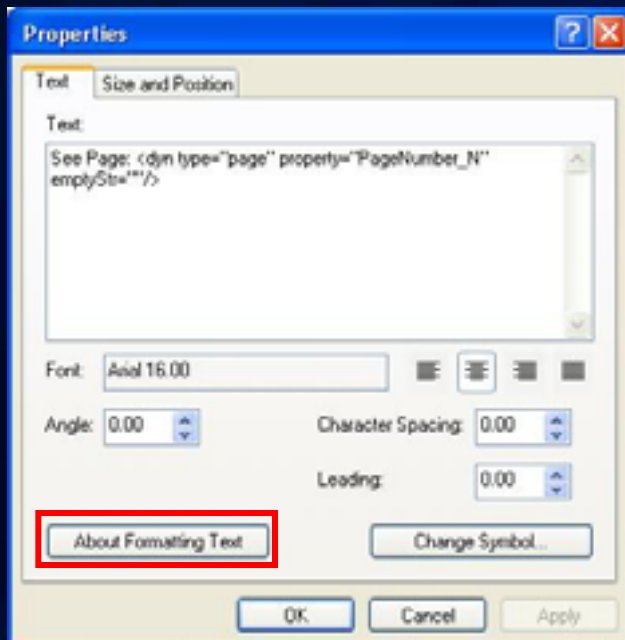 Properties
Text Size and Position
Text:
See Page: <dyn type="page" property="PageNumber_N"
emptyStr=""/>
Font: Arial 16.00
Angle: 0.00 Character Spacing: 0.00
Leading: 0.00
About Formatting Text Change Symbol...
OK Cancel Apply